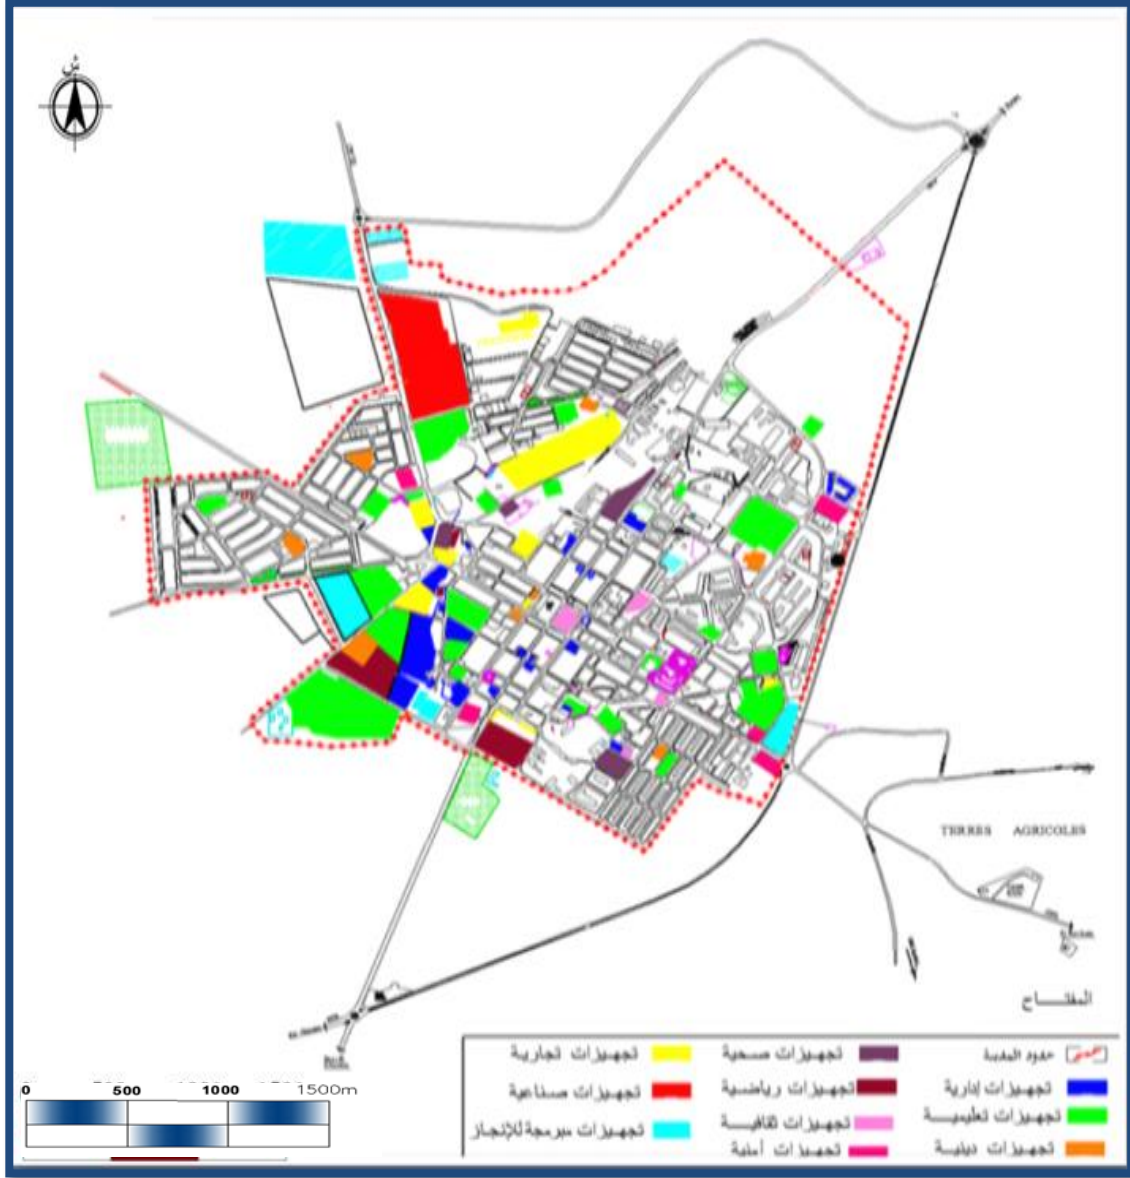 ش
TERRES AGRICOLES
المفتـــاح
حدود المدينة
تجهيزات صحية
تجهيزات تجارية
تجهيزات إدارية
تجهيزات رياضية
تجهيزات صناعية
تجهيزات تعليمية
تجهيزات ثقافية
تجهيزات مبرمجة للإنجاز
تجهيزات دينية
تجهيزات أمنية
0 500 1000 1500m